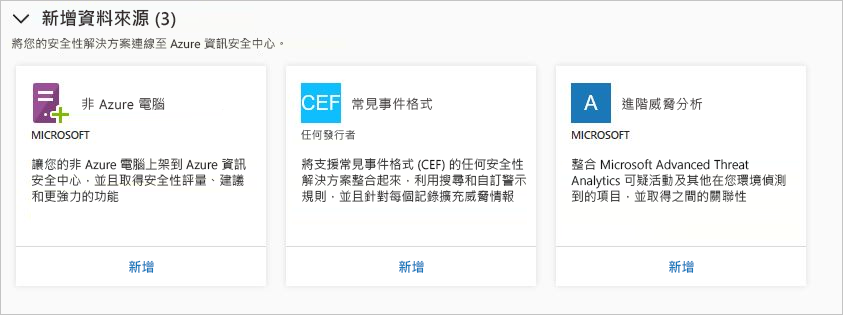 新增資料來源 (3)
將您的安全性解決方案連線至 Azure 資訊安全中心。
非 Azure 電腦
MICROSOFT
讓您的非 Azure 電腦上架到 Azure 資訊
安全中心，並且取得安全性評量、建議
和更強力的功能
新增
CEF
常見事件格式
任何發行者
將支援常見事件格式 (CEF) 的任何安全性
解決方案整合起來，利用搜尋和自訂警示
規則，並且針對每個記錄擴充威脅情報
新增
A
進階威脅分析
MICROSOFT
整合 Microsoft Advanced Threat
Analytics 可疑活動及其他在您環境偵測
到的項目，並取得之間的關聯性
新增